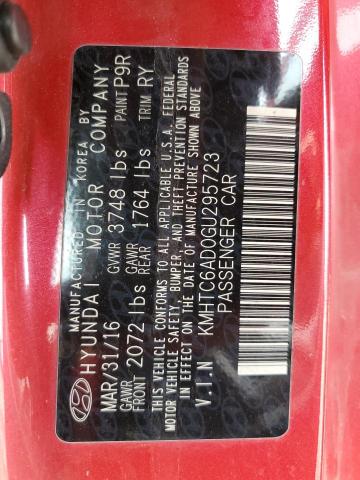 MANUFACTURED IN KOREA BY
HYUNDAI MOTOR COMPANY
MAR/31/16 GVWR 3748 lbs PAINT P9R
GAWR FRONT 2072 lbs GAWR REAR 1764 lbs TRIM RY
THIS VEHICLE CONFORMS TO ALL APPLICABLE U.S.A. FEDERAL
MOTOR VEHICLE SAFETY, BUMPER, AND THEFT PREVENTION STANDARDS
IN EFFECT ON THE DATE OF MANUFACTURE SHOWN ABOVE
V.I.N KMHTC6AD0GU295723
PASSENGER CAR